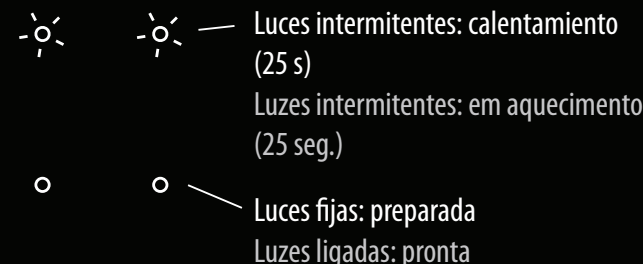 Luces intermitentes: calentamiento
(25 s)
Luzes intermitentes: em aquecimento
(25 seg.)
Luces fijas: preparada
Luzes ligadas: pronta